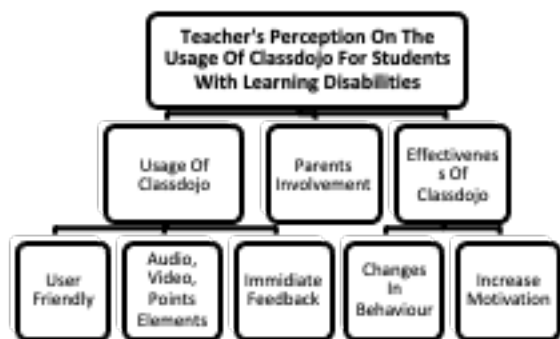 Teacher's Perception On The
Usage Of Classdojo For Students
With Learning Disabilities
Usage Of
Classdojo
Parents
Involvement
Effectivenes
s Of
Classdojo
User
Friendly
Audio,
Video,
Points
Elements
Immidiate
Feedback
Changes
In
Behaviour
Increase
Motivation